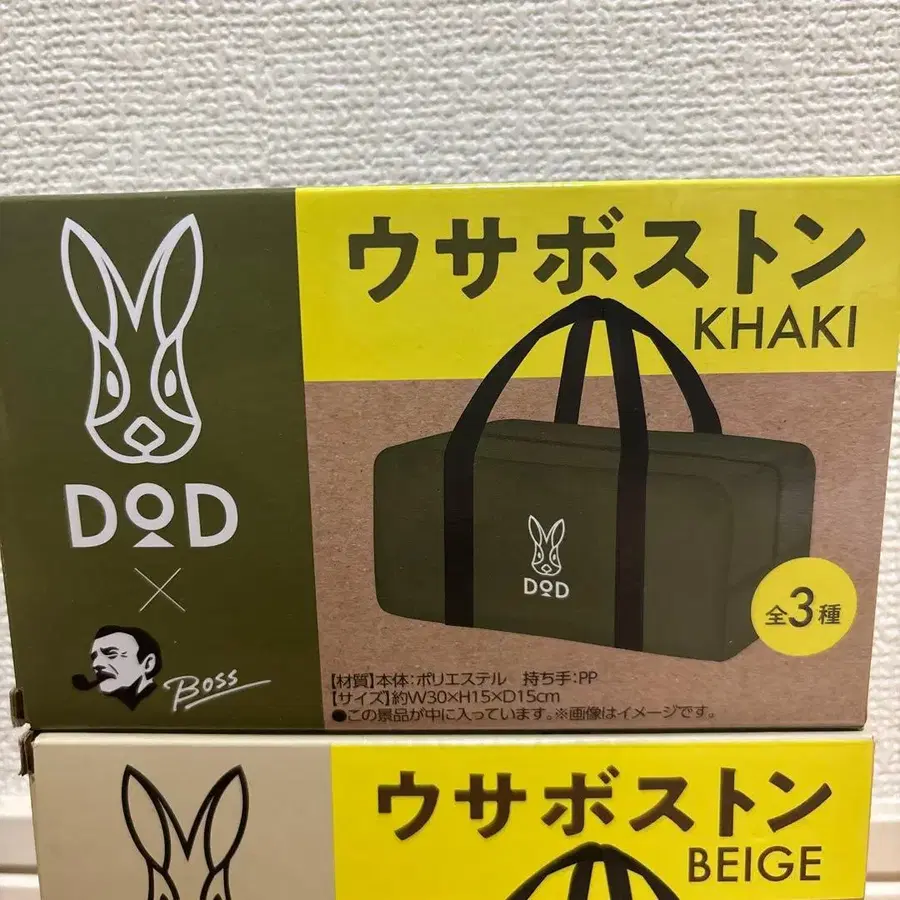 DOD
×
BOSS
ウサボストン
KHAKI
DOD
全3種
【材質】本体:ポリエステル 持ち手:PP
【サイズ】約W30×H15×D15cm
●この景品が中に入っています。※画像はイメージです。
ウサボストン
BEIGE